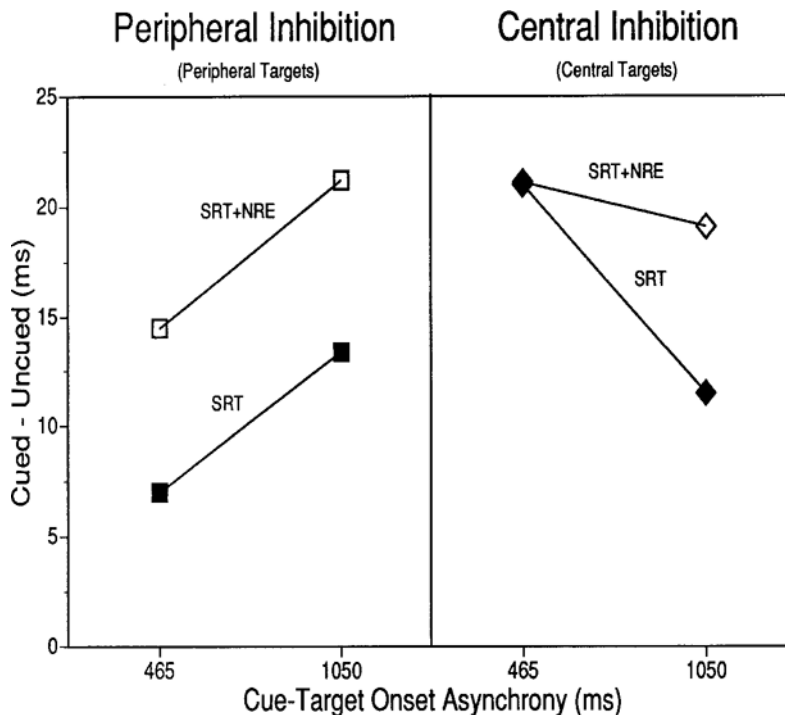 Peripheral Inhibition
(Peripheral Targets)
Central Inhibition
(Central Targets)
Cued - Uncued (ms)
25
20
15
10
5
0
SRT+NRE
SRT
SRT+NRE
SRT
465
1050
465
1050
Cue-Target Onset Asynchrony (ms)